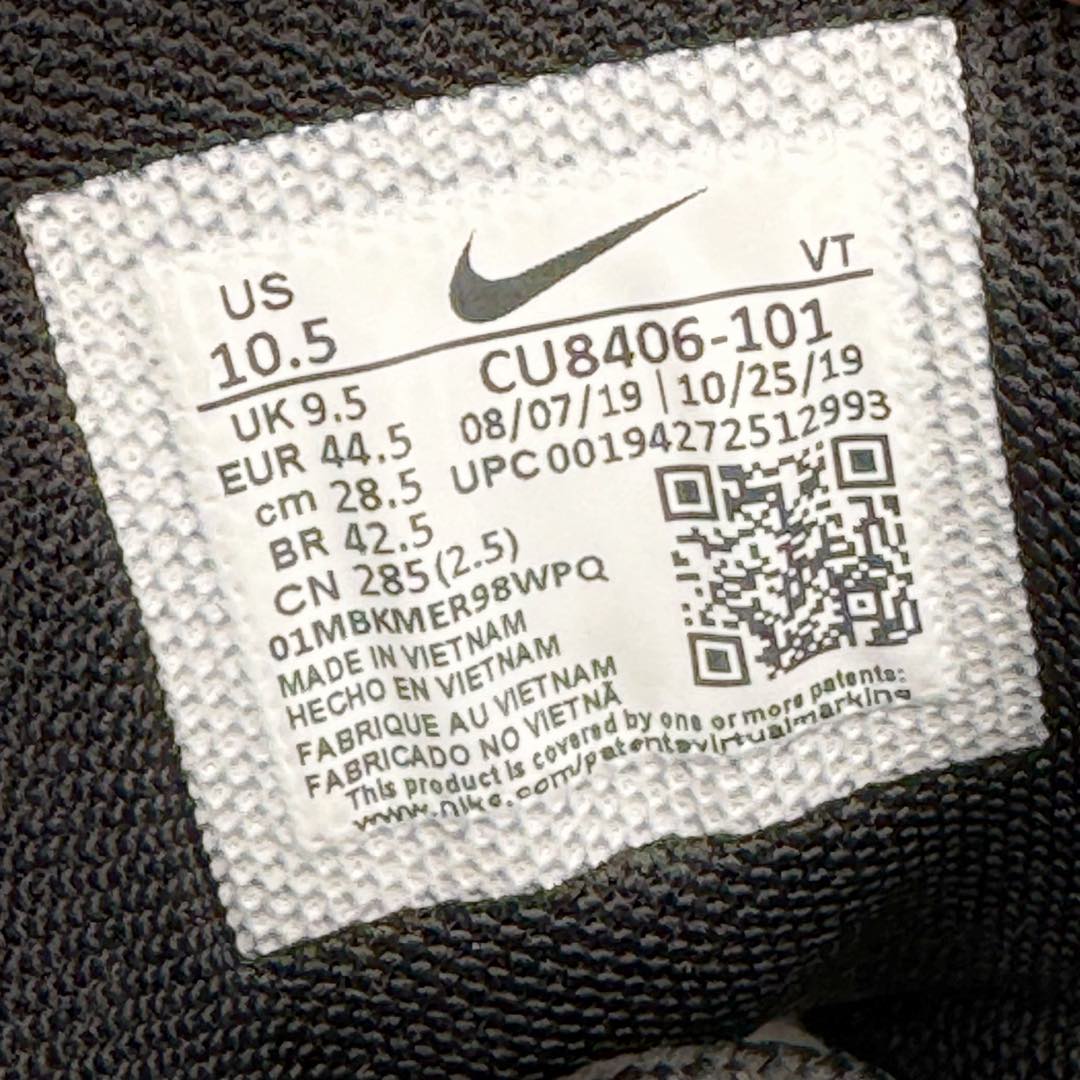 US
10.5
VT
UK 9.5
EUR 44.5
cm 28.5
BR 42.5
CN 285 (2.5)
CU8406-101
08/07/19 | 10/25/19
UPC 00194272512993
01MBKMER98WPQ
MADE IN VIETNAM
HECHO EN VIETNAM
FABRIQUE AU VIETNAM
FABRICADO NO VIETNÃ
This product is covered by one or more patents:
www.nike.com/patentsvirtualmarking